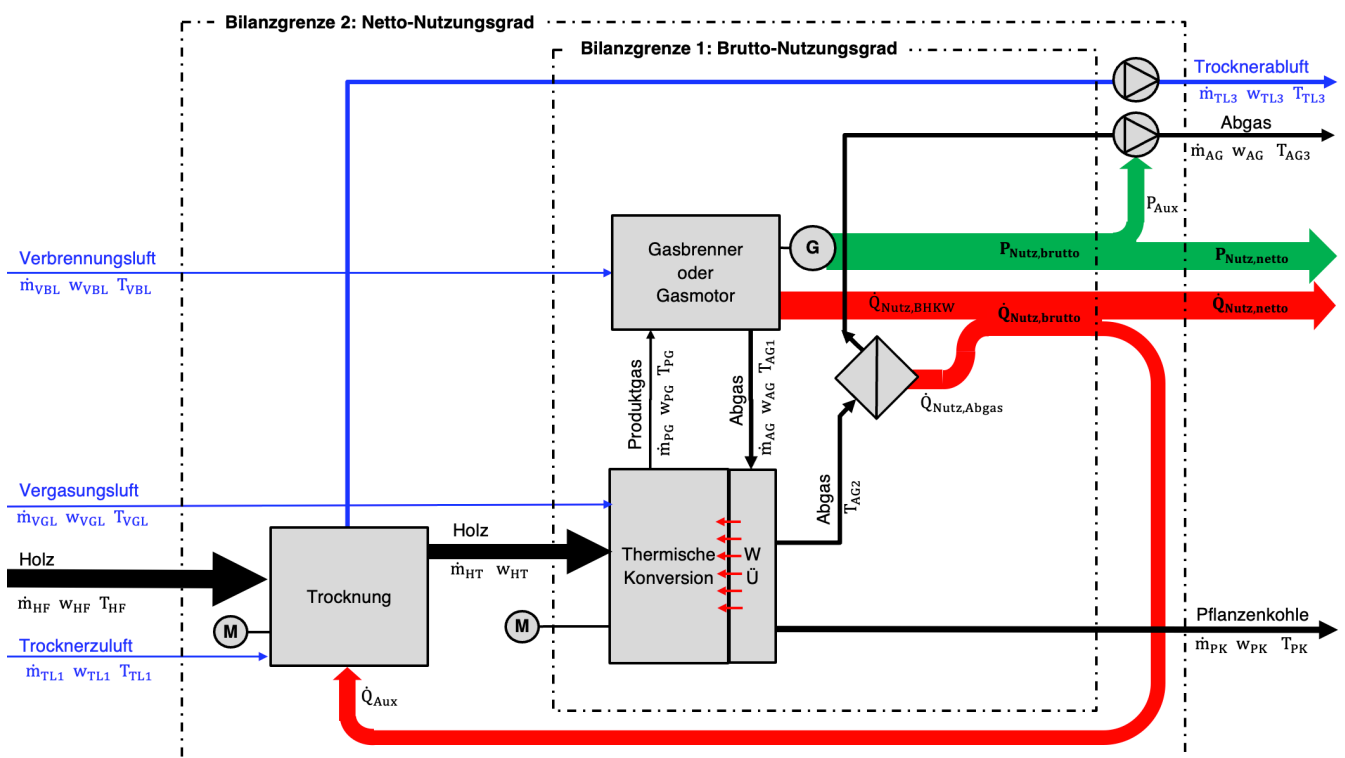 Bilanzgrenze 2: Netto-Nutzungsgrad
Bilanzgrenze 1: Brutto-Nutzungsgrad
Trocknerabluft
ṁTL3 wTL3 TTL3
Abgas
ṁAG wAG TAG3
PAux
Gasbrenner
oder
Gasmotor
G
PNutz,brutto
PNutz,netto
Verbrennungsluft
ṁVBL wVBL TVBL
Q̇Nutz,BHKW
Q̇Nutz,brutto
Q̇Nutz,netto
Produktgas
ṁPG wPG TPG
Abgas
ṁAG wAG TAG1
Q̇Nutz,Abgas
Vergasungsluft
ṁVGL wVGL TVGL
Abgas
TAG2
Holz
ṁHT wHT
Thermische
Konversion
W
Ü
Holz
ṁHF wHF THF
Trocknung
M
M
Trocknerzuluft
ṁTL1 wTL1 TTL1
Pflanzenkohle
ṁPK wPK TPK
Q̇Aux